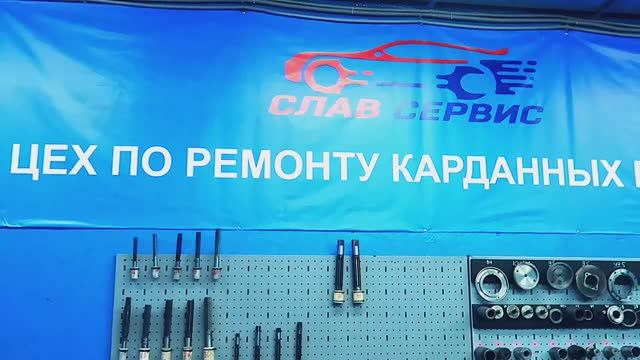 СЛАВ СЕРВИС
ЦЕХ ПО РЕМОНТУ КАРДАННЫХ